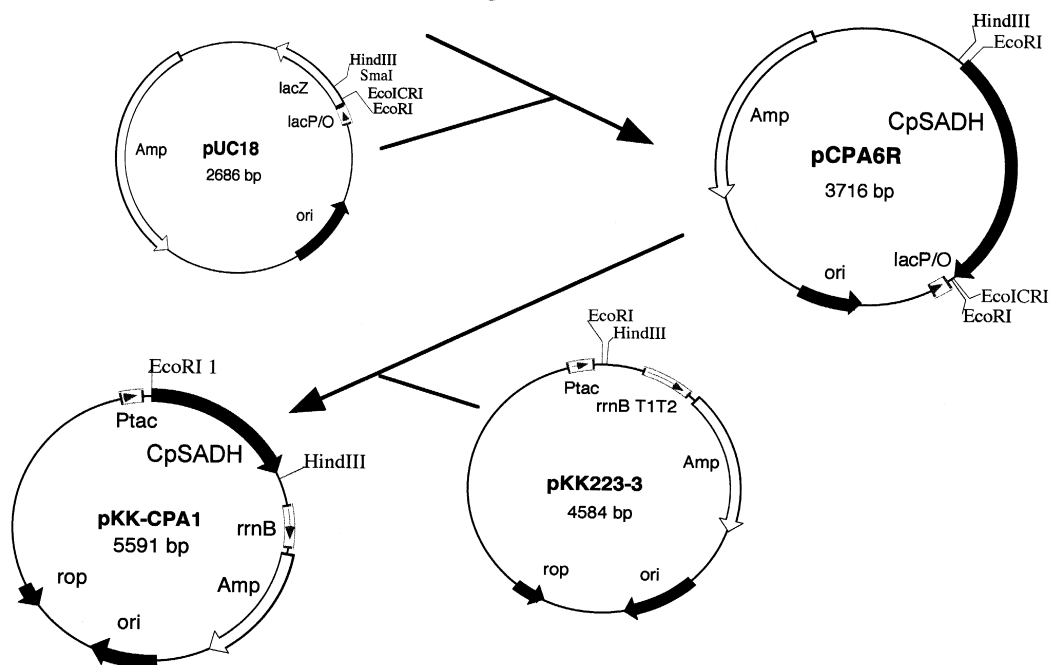 HindIII
SmaI
EcoICRI
EcoRI
lacZ
lacP/O
Amp
pUC18
2686 bp
ori
HindIII
EcoRI
Amp
CpSADH
pCPA6R
3716 bp
lacP/O
ori
EcoICRI
EcoRI
EcoRI 1
Ptac
CpSADH
HindIII
pKK-CPA1
5591 bp
rrnB
rop
Amp
ori
EcoRI
HindIII
Ptac
rrnB T1T2
Amp
pKK223-3
4584 bp
rop
ori